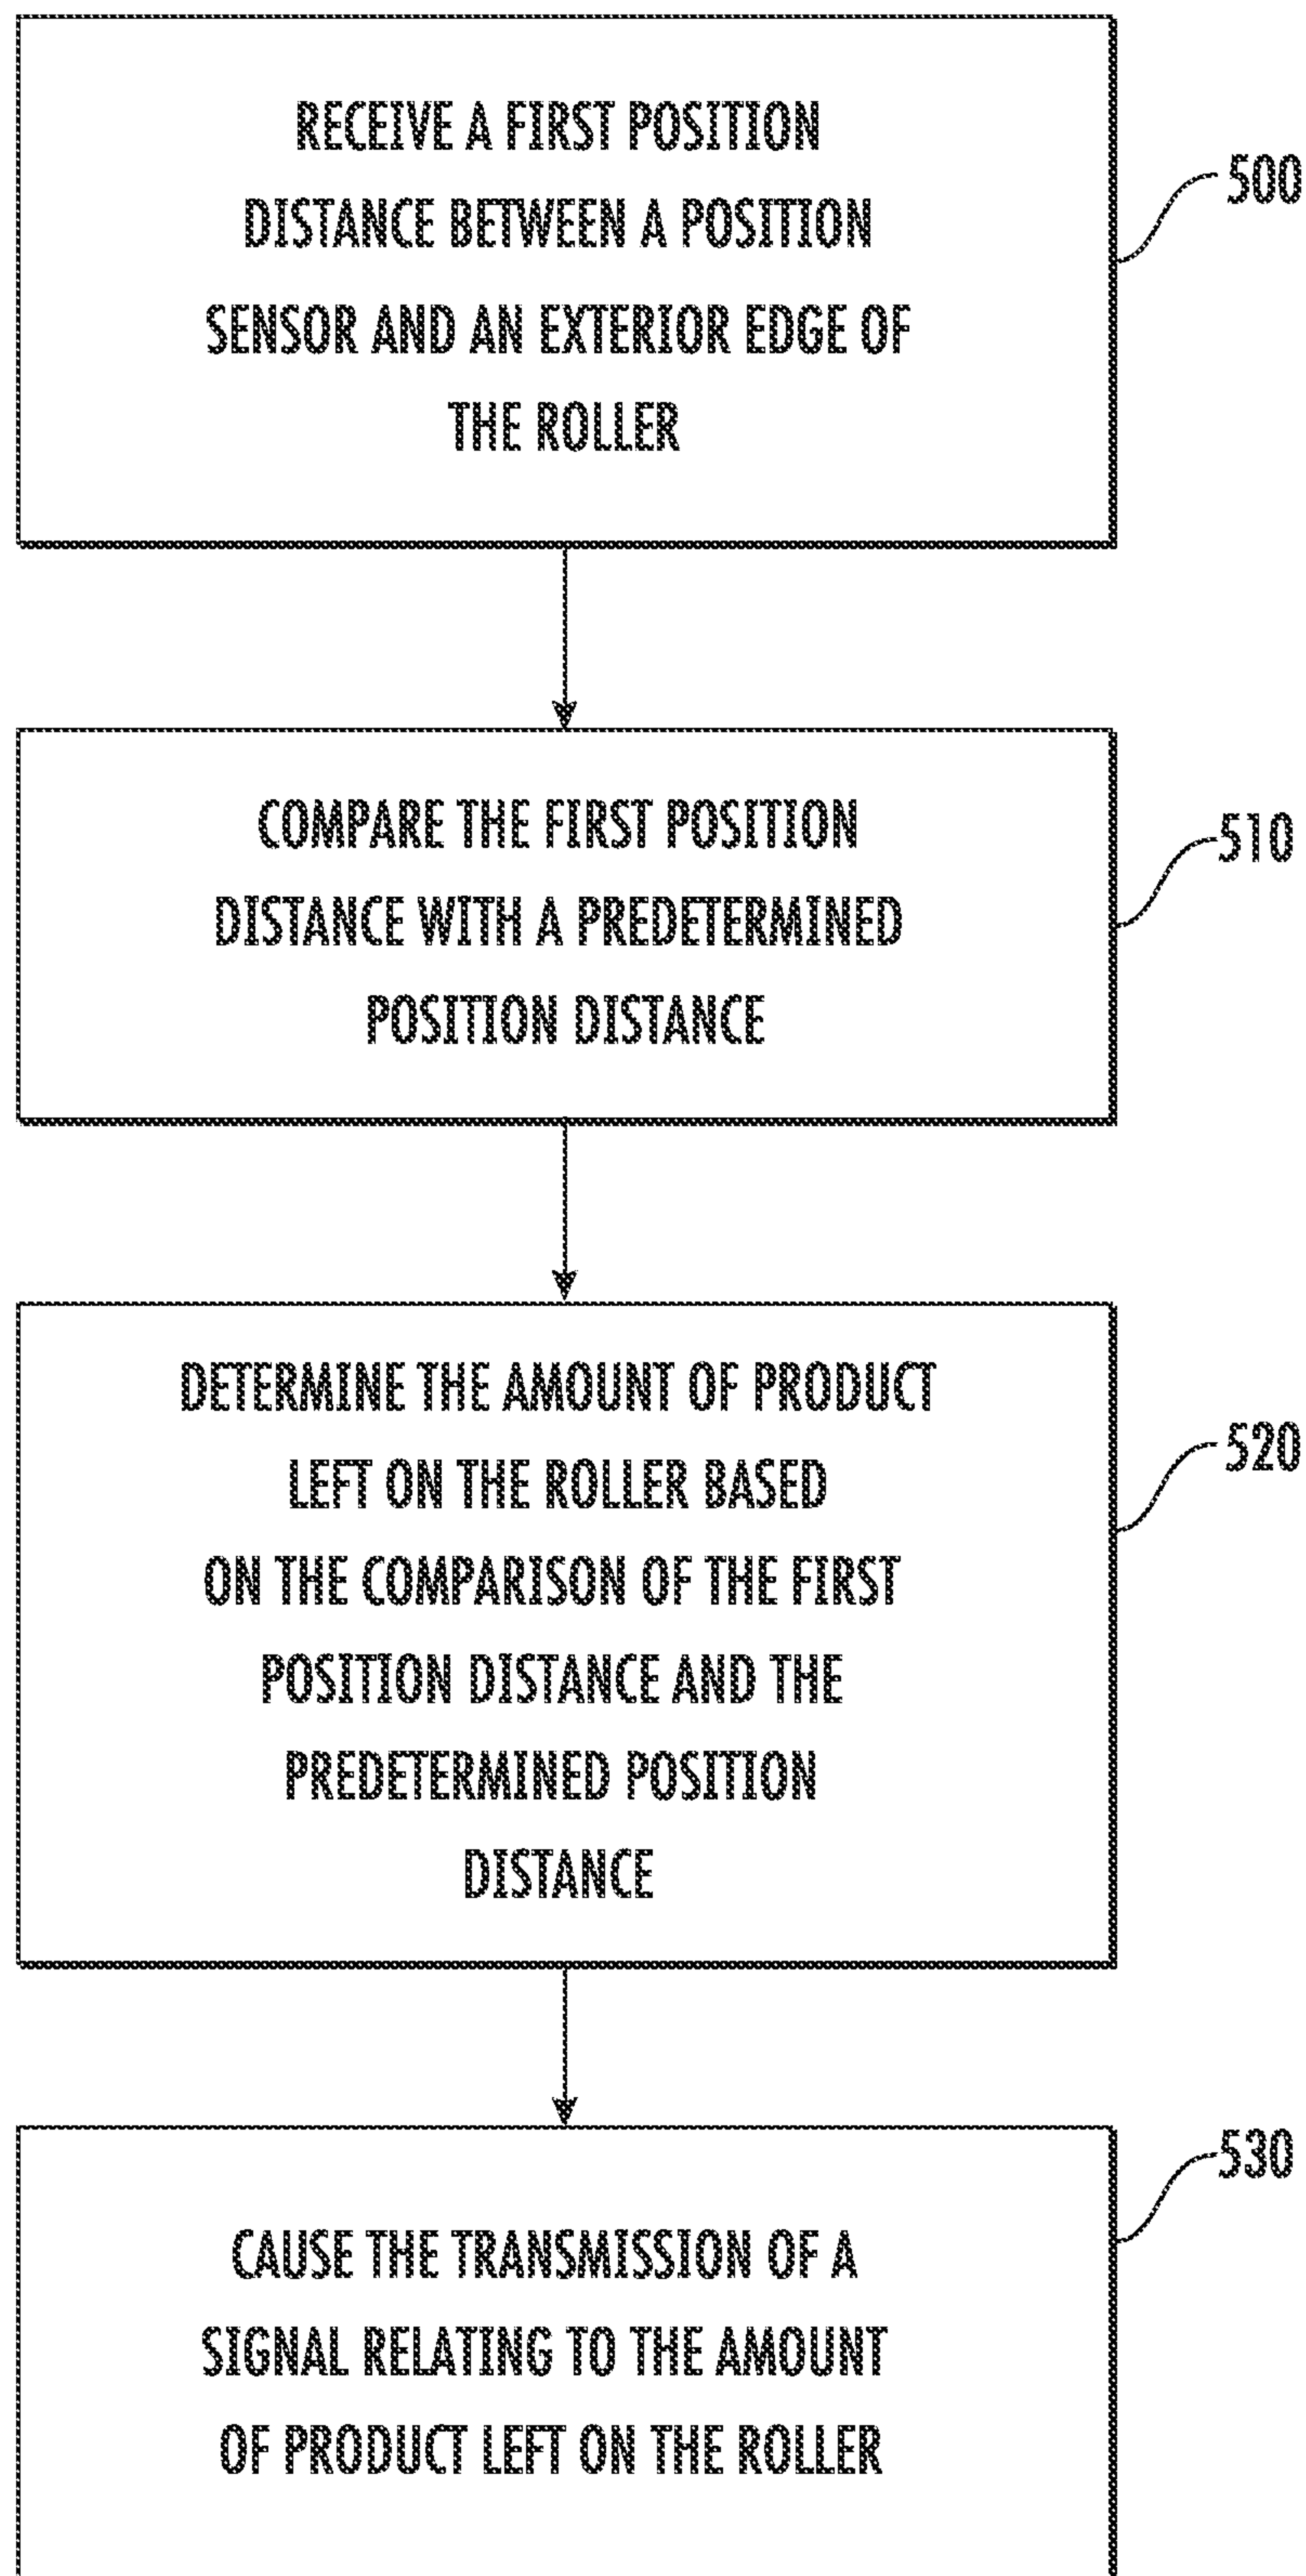 RECEIVE A FIRST POSITION
DISTANCE BETWEEN A POSITION
SENSOR AND AN EXTERIOR EDGE OF
THE ROLLER
500
COMPARE THE FIRST POSITION
DISTANCE WITH A PREDETERMINED
POSITION DISTANCE
510
DETERMINE THE AMOUNT OF PRODUCT
LEFT ON THE ROLLER BASED
ON THE COMPARISON OF THE FIRST
POSITION DISTANCE AND THE
PREDETERMINED POSITION
DISTANCE
520
CAUSE THE TRANSMISSION OF A
SIGNAL RELATING TO THE AMOUNT
OF PRODUCT LEFT ON THE ROLLER
530